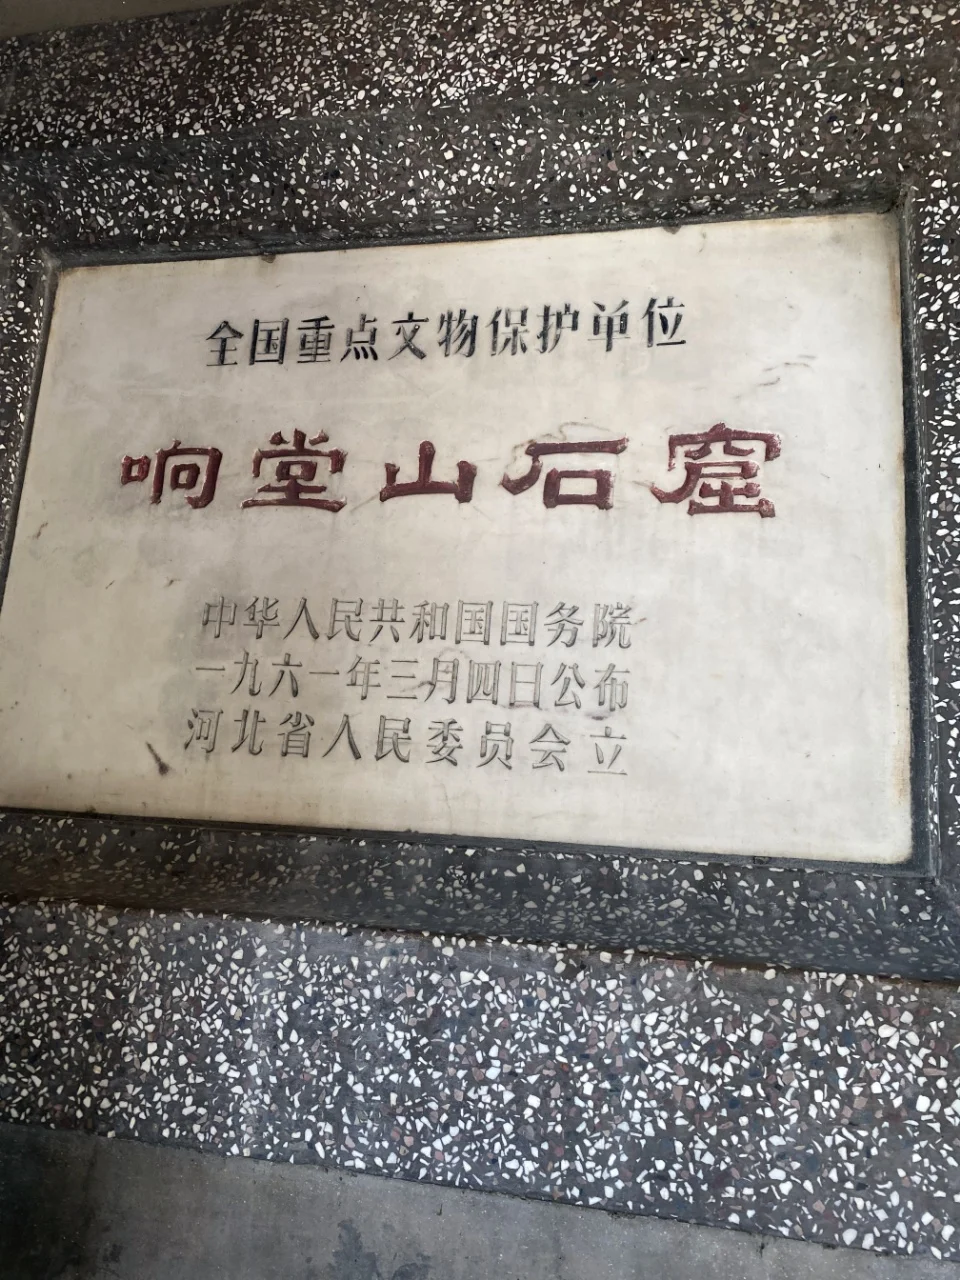 全国重点文物保护单位
响堂山石窟
中华人民共和国国务院
一九六一年三月四日公布
河北省人民委员会立